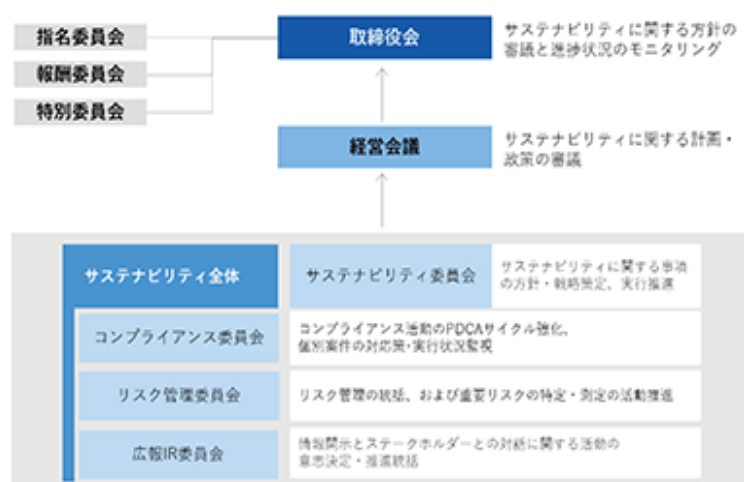 指名委員会
報酬委員会
特別委員会
取締役会
サステナビリティに関する方針の
審議と進捗状況のモニタリング
経営会議
サステナビリティに関する計画・
政策の審議
サステナビリティ全体
サステナビリティ委員会
サステナビリティに関する事項
の方針・戦略策定、実行推進
コンプライアンス委員会
コンプライアンス活動のPDCAサイクル強化、
個別案件の対応策・実行状況監視
リスク管理委員会
リスク管理の統括、および重要リスクの特定・測定の活動推進
広報IR委員会
情報開示とステークホルダーとの対話に関する活動の
意思決定・推進統括